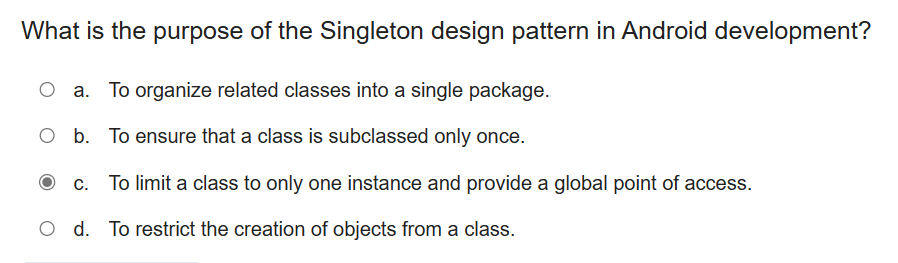 What is the purpose of the Singleton design pattern in Android development?
a. To organize related classes into a single package.
b. To ensure that a class is subclassed only once.
c. To limit a class to only one instance and provide a global point of access.
d. To restrict the creation of objects from a class.